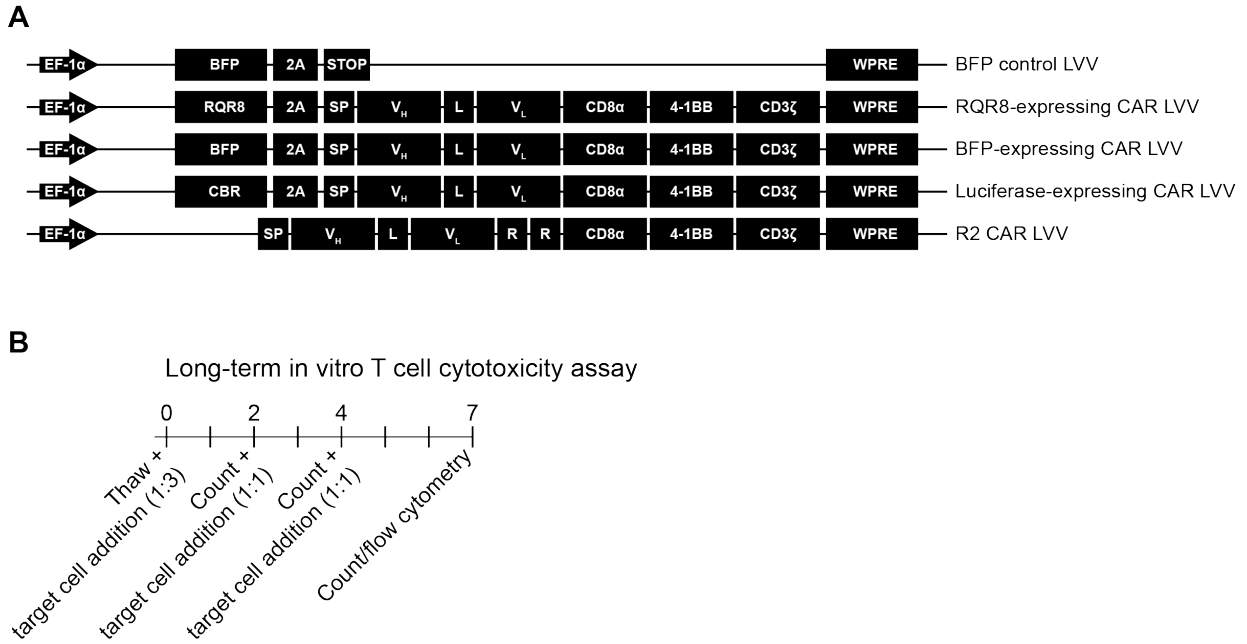 A
EF-1α BFP 2A STOP WPRE BFP control LVV
EF-1α RQR8 2A SP VH L VL CD8α 4-1BB CD3ζ WPRE RQR8-expressing CAR LVV
EF-1α BFP 2A SP VH L VL CD8α 4-1BB CD3ζ WPRE BFP-expressing CAR LVV
EF-1α CBR 2A SP VH L VL CD8α 4-1BB CD3ζ WPRE Luciferase-expressing CAR LVV
EF-1α SP VH L VL R R CD8α 4-1BB CD3ζ WPRE R2 CAR LVV
B
Long-term in vitro T cell cytotoxicity assay
0 2 4 7
Thaw +
target cell addition (1:3)
Count +
target cell addition (1:1)
Count +
target cell addition (1:1)
Count/flow cytometry